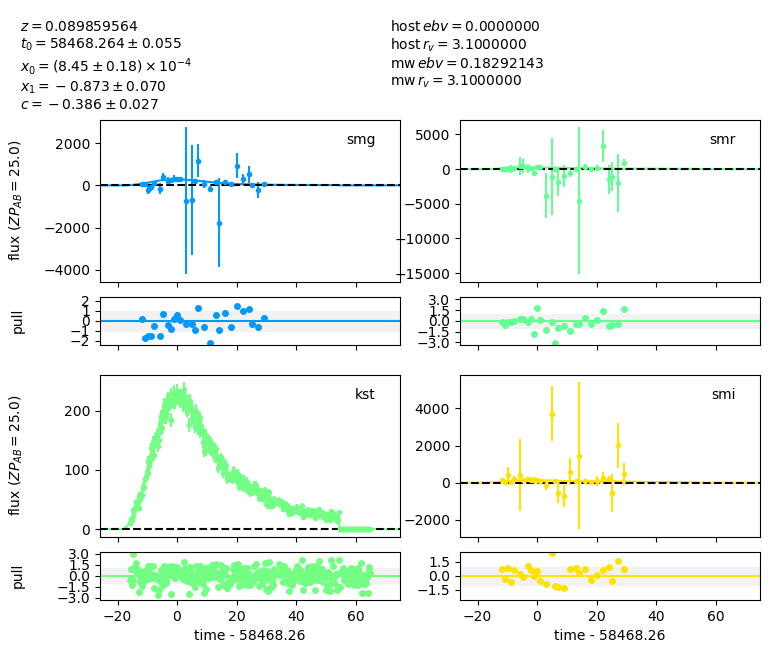 z = 0.089859564
t₀ = 58468.264 ± 0.055
x₀ = (8.45 ± 0.18) × 10⁻⁴
x₁ = − 0.873 ± 0.070
c = − 0.386 ± 0.027
host ebv = 0.0000000
host r_v = 3.1000000
mw ebv = 0.18292143
mw r_v = 3.1000000
flux (ZP_AB = 25.0)
2000
0
−2000
−4000
smg
5000
0
−5000
−10000
−15000
smr
pull
2
1
0
−1
−2
3.0
1.5
0.0
−1.5
−3.0
flux (ZP_AB = 25.0)
200
100
0
kst
4000
2000
0
−2000
smi
pull
3.0
1.5
0.0
−1.5
−3.0
1.5
0.0
−1.5
−20 0 20 40 60
−20 0 20 40 60
time - 58468.26
time - 58468.26